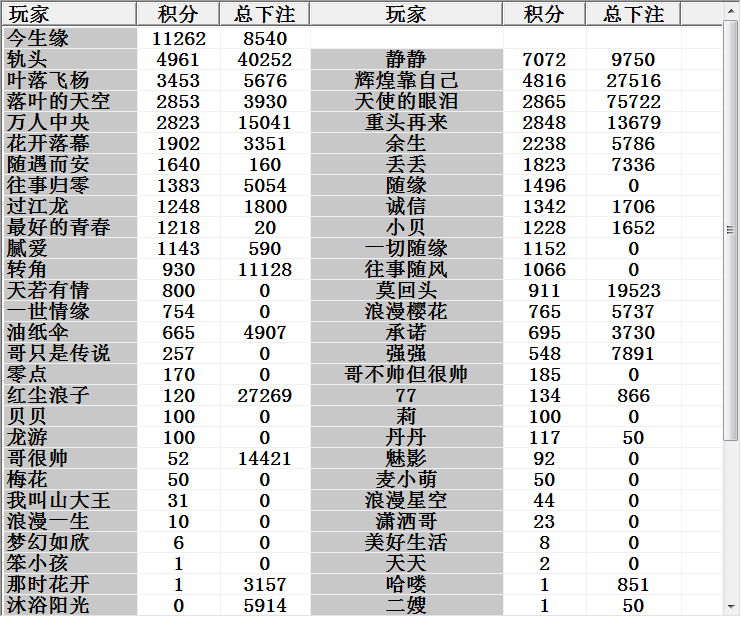 玩家 积分 总下注 玩家 积分 总下注
今生缘 11262 8540
轨头 4961 40252 静静 7072 9750
叶落飞杨 3453 5676 辉煌靠自己 4816 27516
落叶的天空 2853 3930 天使的眼泪 2865 75722
万人中央 2823 15041 重头再来 2848 13679
花开落幕 1902 3351 余生 2238 5786
随遇而安 1640 160 丢丢 1823 7336
往事归零 1383 5054 随缘 1496 0
过江龙 1248 1800 诚信 1342 1706
最好的青春 1218 20 小贝 1228 1652
腻爱 1143 590 一切随缘 1152 0
转角 930 11128 往事随风 1066 0
天若有情 800 0 莫回头 911 19523
一世情缘 754 0 浪漫樱花 765 5737
油纸伞 665 4907 承诺 695 3730
哥只是传说 257 0 强强 548 7891
零点 170 0 哥不帅但很帅 185 0
红尘浪子 120 27269 77 134 866
贝贝 100 0 莉 100 0
龙游 100 0 丹丹 117 50
哥很帅 52 14421 魅影 92 0
梅花 50 0 麦小萌 50 0
我叫山大王 31 0 浪漫星空 44 0
浪漫一生 10 0 潇洒哥 23 0
梦幻如欣 6 0 美好生活 8 0
笨小孩 1 0 天天 2 0
那时花开 1 3157 哈喽 1 851
沐浴阳光 0 5914 二嫂 1 50